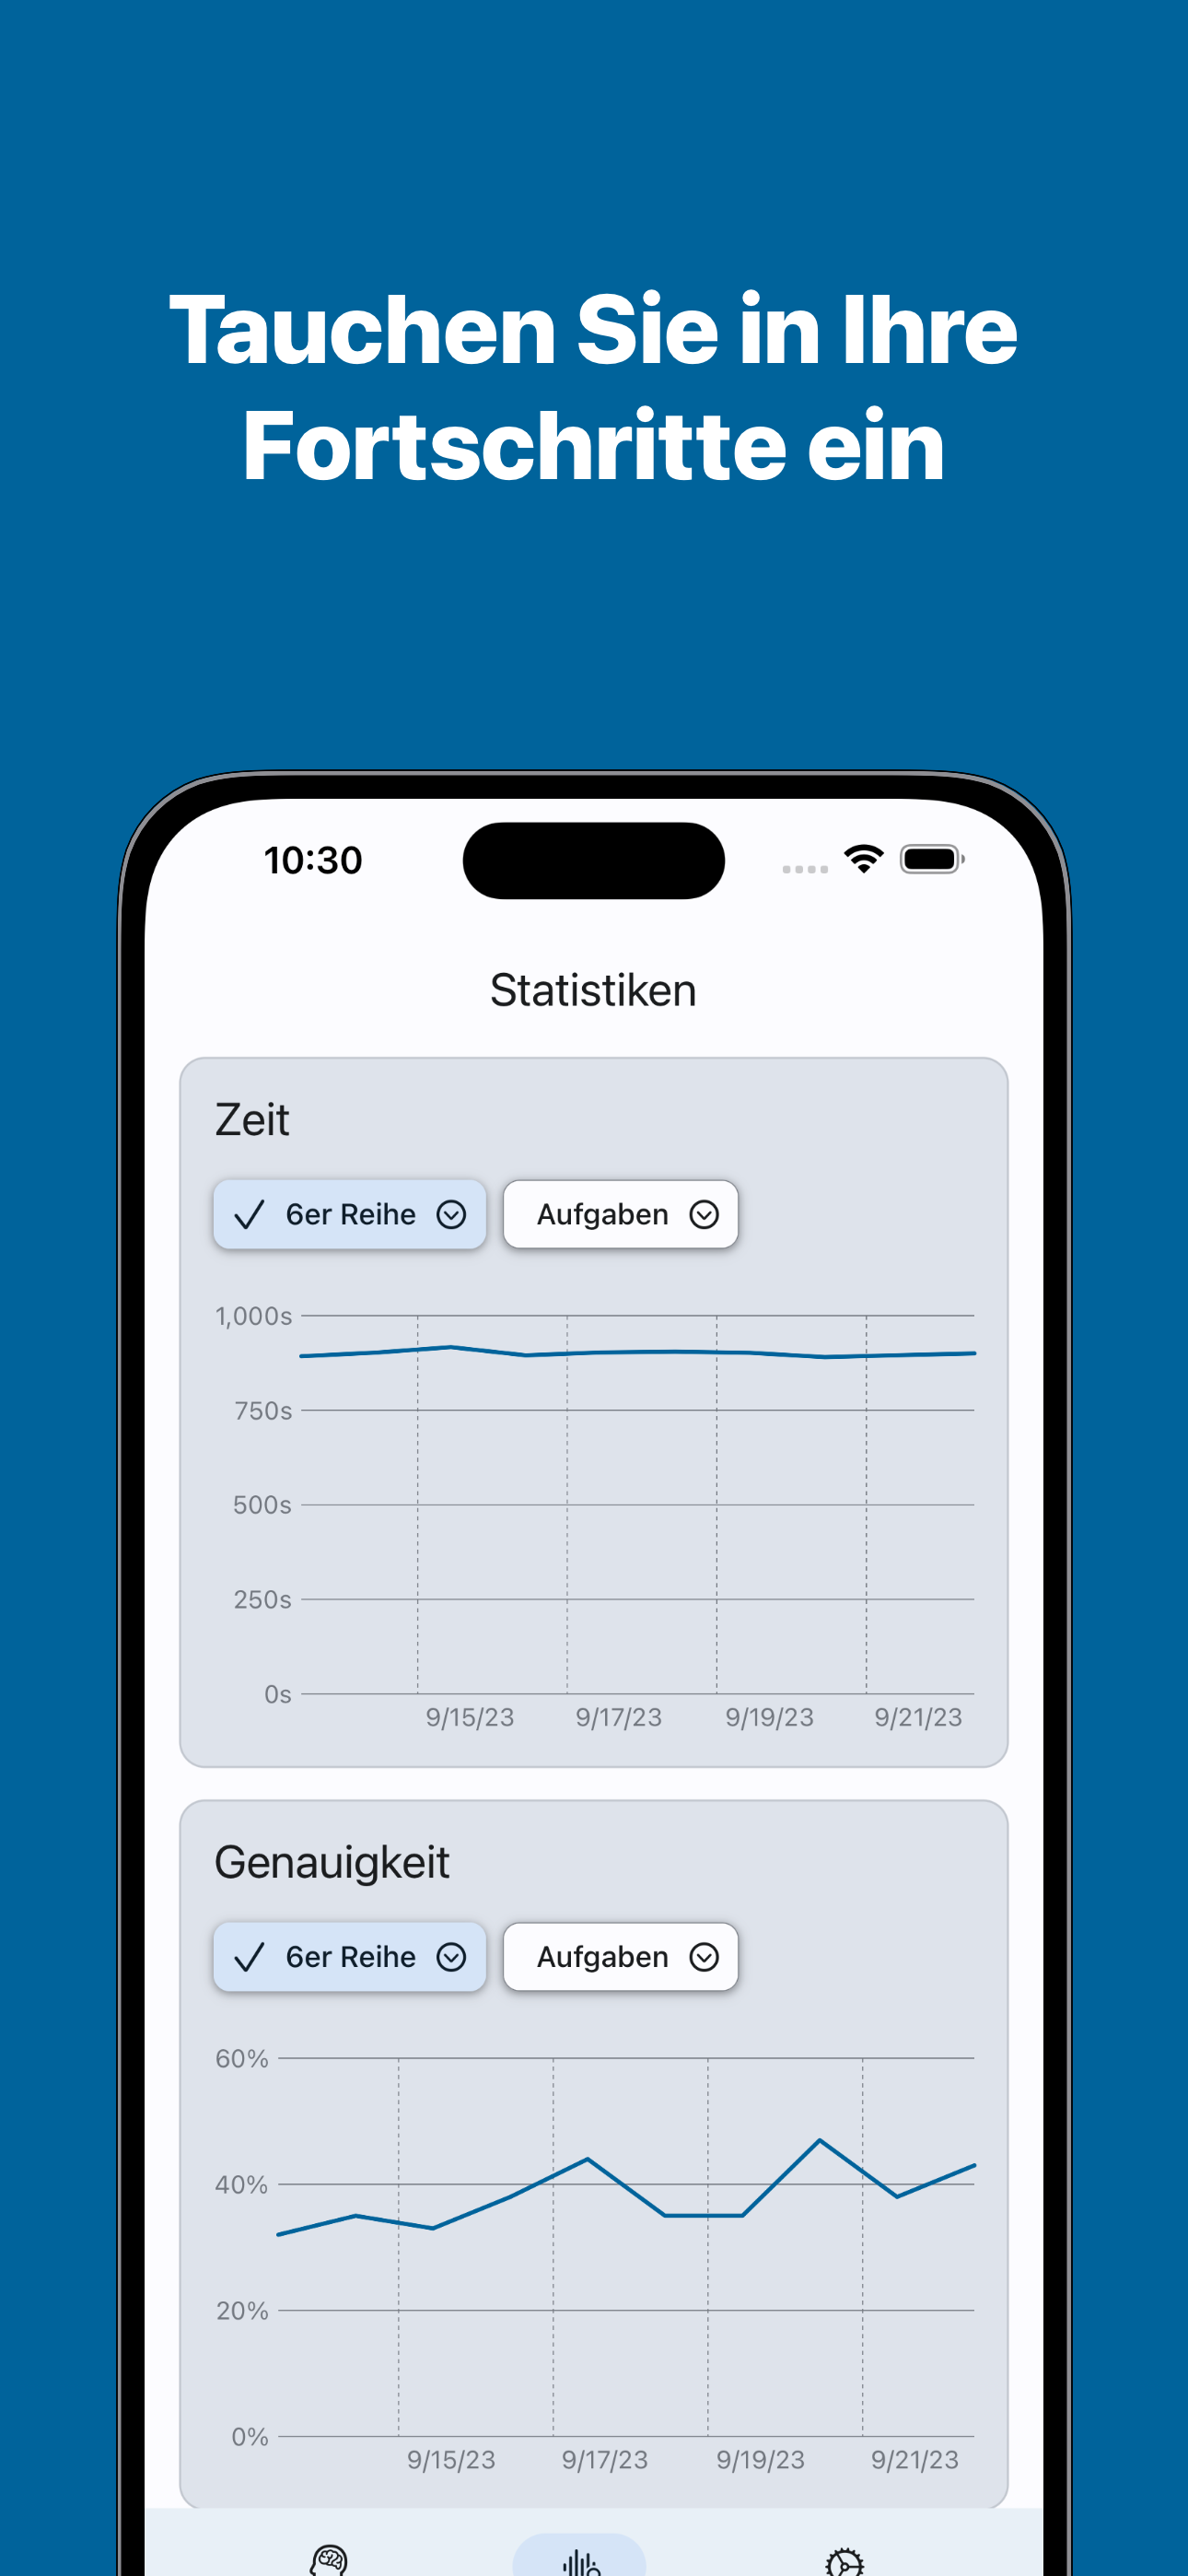 Tauchen Sie in Ihre
Fortschritte ein
10:30
Statistiken
Zeit
6er Reihe
Aufgaben
1,000s
750s
500s
250s
0s
9/15/23
9/17/23
9/19/23
9/21/23
Genauigkeit
6er Reihe
Aufgaben
60%
40%
20%
0%
9/15/23
9/17/23
9/19/23
9/21/23